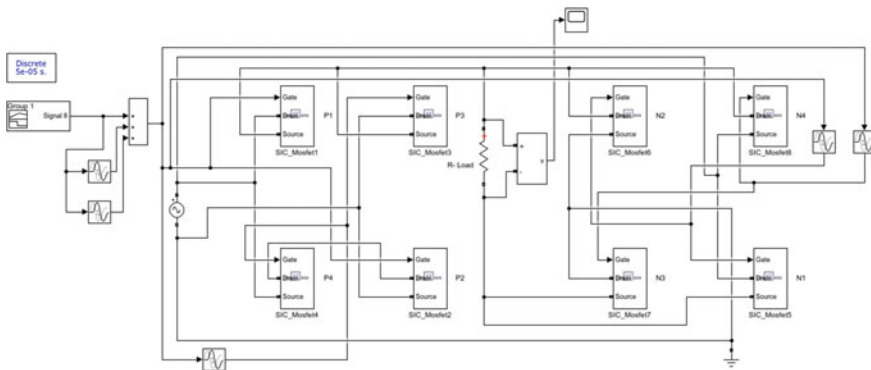 Discrete
5e-05 s.
Group 1
Signal 8
Gate
Drain
Source
P1
SIC_Mosfet1
Gate
Drain
Source
P3
SIC_Mosfet3
R- Load
+
-
v
Gate
Drain
Source
N2
SIC_Mosfet6
Gate
Drain
Source
N4
SIC_Mosfet8
Gate
Drain
Source
P4
SIC_Mosfet4
Gate
Drain
Source
P2
SIC_Mosfet2
Gate
Drain
Source
N3
SIC_Mosfet7
Gate
Drain
Source
N1
SIC_Mosfet5